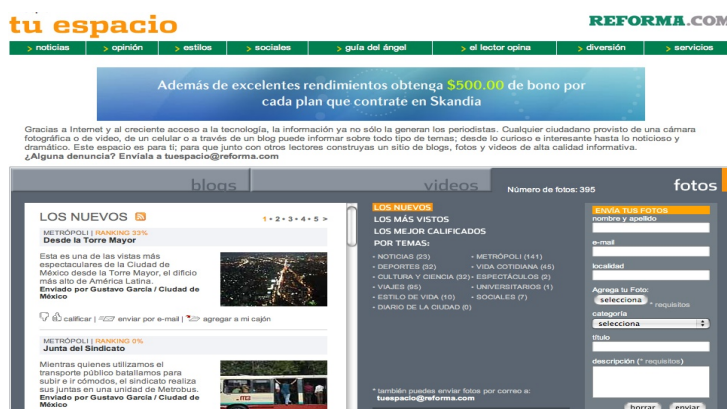 tu espacio
REFORMA.COM
> noticias > opinión > estilos > sociales > guía del ángel > el lector opina > diversión > servicios
Además de excelentes rendimientos obtenga $500.00 de bono por
cada plan que contrate en Skandia
Gracias a Internet y al creciente acceso a la tecnología, la información ya no sólo la generan los periodistas. Cualquier ciudadano provisto de una cámara
fotográfica o de video, de un celular o a través de un blog puede informar sobre todo tipo de temas; desde lo curioso e interesante hasta lo noticioso y
dramático. Este espacio es para ti; para que junto con otros lectores construyas un sitio de blogs, fotos y videos de alta calidad informativa.
¿Alguna denuncia? Envíala a tuespacio@reforma.com
blogs
videos
Número de fotos: 395
fotos
LOS NUEVOS
1 • 2 • 3 • 4 • 5 >
METRÓPOLI | RANKING 33%
Desde la Torre Mayor
Esta es una de las vistas más
espectaculares de la Ciudad de
México desde la Torre Mayor, el dificio
más alto de América Latina.
Enviado por Gustavo García / Ciudad de
México
calificar | enviar por e-mail | agregar a mi cajón
METRÓPOLI | RANKING 0%
Junta del Sindicato
Mientras quienes utilizamos el
transporte público batallamos para
subir e ir cómodos, el sindicato realiza
sus juntas en una unidad de Metrobus.
Enviado por Gustavo García / Ciudad de
México
LOS NUEVOS
LOS MÁS VISTOS
LOS MEJOR CALIFICADOS
POR TEMAS:
• NOTICIAS (23)
• DEPORTES (32)
• CULTURA Y CIENCIA (32)
• VIAJES (95)
• ESTILO DE VIDA (10)
• DIARIO DE LA CIUDAD (0)
• METRÓPOLI (141)
• VIDA COTIDIANA (45)
• ESPECTÁCULOS (2)
• UNIVERSITARIOS (1)
• SOCIALES (7)
* también puedes enviar fotos por correo a:
tuespacio@reforma.com
ENVÍA TUS FOTOS
nombre y apellido
e-mail
localidad
Agrega tu Foto:
selecciona
* requisitos
categoría
selecciona
título
descripción (* requisitos)
borrar enviar